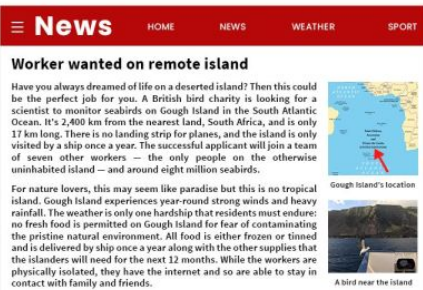 News
HOME
NEWS
WEATHER
SPORT
Worker wanted on remote island
Have you always dreamed of life on a deserted island? Then this could
be the perfect job for you. A British bird charity is looking for a
scientist to monitor seabirds on Gough Island in the South Atlantic
Ocean. It's 2,400 km from the nearest land, South Africa, and is only
17 km long. There is no landing strip for planes, and the island is only
visited by a ship once a year. The successful applicant will join a team
of seven other workers — the only people on the otherwise
uninhabited island — and around eight million seabirds.
For nature lovers, this may seem like paradise but this is no tropical
island. Gough Island experiences year-round strong winds and heavy
rainfall. The weather is only one hardship that residents must endure:
no fresh food is permitted on Gough Island for fear of contaminating
the pristine natural environment. All food is either frozen or tinned
and is delivered by ship once a year along with the other supplies that
the islanders will need for the next 12 months. While the workers are
physically isolated, they have the internet and so are able to stay in
contact with family and friends.
Gough Island's location
A bird near the island